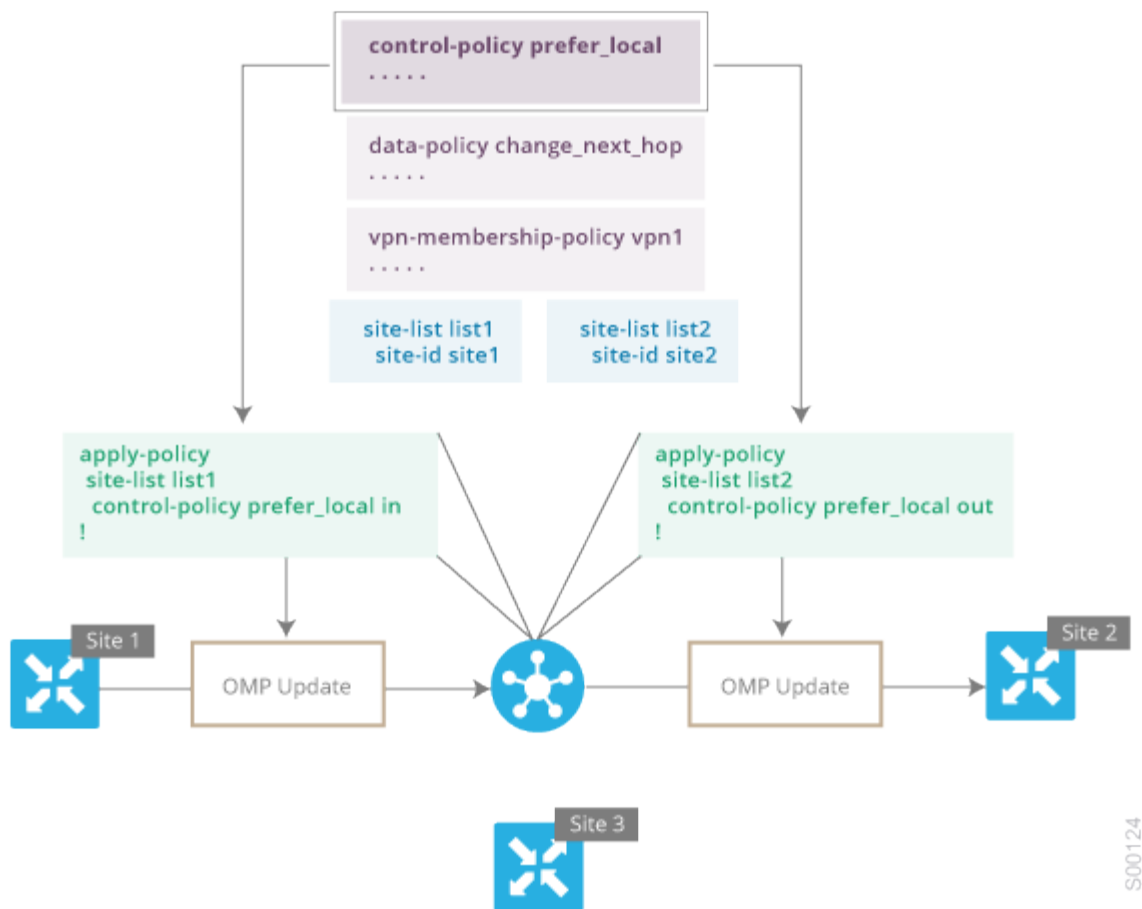 control-policy prefer_local
. . . . .
data-policy change_next_hop
. . . . .
vpn-membership-policy vpn1
. . . . .
site-list list1
site-id site1
site-list list2
site-id site2
apply-policy
site-list list1
control-policy prefer_local in
!
apply-policy
site-list list2
control-policy prefer_local out
!
Site 1
OMP Update
OMP Update
Site 2
Site 3
S00124